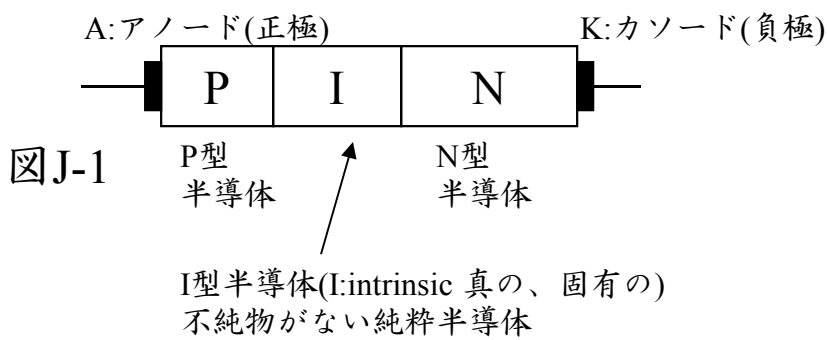 A:アノード(正極)
K:カソード(負極)
P
I
N
図J-1
P型
半導体
N型
半導体
I型半導体(I:intrinsic 真の、固有の)
不純物がない純粋半導体